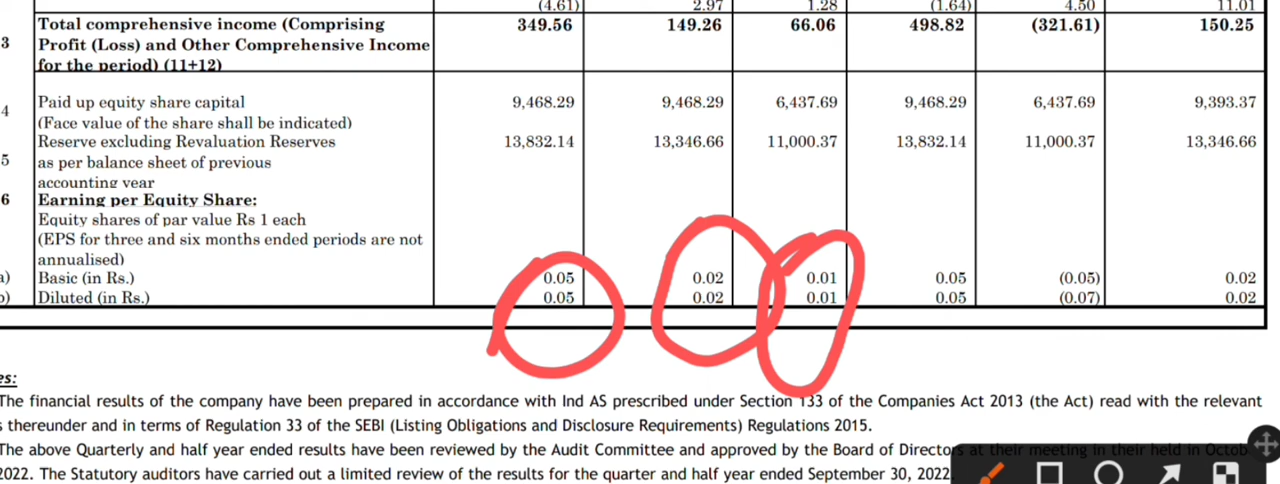 (4.61) 2.97 1.28 (1.64) 4.50 11.01
Total comprehensive income (Comprising 349.56 149.26 66.06 498.82 (321.61) 150.25
3 Profit (Loss) and Other Comprehensive Income
for the period) (11+12)
Paid up equity share capital 9,468.29 9,468.29 6,437.69 9,468.29 6,437.69 9,393.37
4
(Face value of the share shall be indicated)
Reserve excluding Revaluation Reserves 13,832.14 13,346.66 11,000.37 13,832.14 11,000.37 13,346.66
5 as per balance sheet of previous
accounting year
6 Earning per Equity Share:
Equity shares of par value Rs 1 each
(EPS for three and six months ended periods are not
annualised)
a) Basic (in Rs.) 0.05 0.02 0.01 0.05 (0.05) 0.02
) Diluted (in Rs.) 0.05 0.02 0.01 0.05 (0.07) 0.02
es:
The financial results of the company have been prepared in accordance with Ind AS prescribed under Section 133 of the Companies Act 2013 (the Act) read with the relevant
s thereunder and in terms of Regulation 33 of the SEBI (Listing Obligations and Disclosure Requirements) Regulations 2015.
The above Quarterly and half year ended results have been reviewed by the Audit Committee and approved by the Board of Directors at their meeting in their held in Octob
2022. The Statutory auditors have carried out a limited review of the results for the quarter and half year ended September 30, 2022